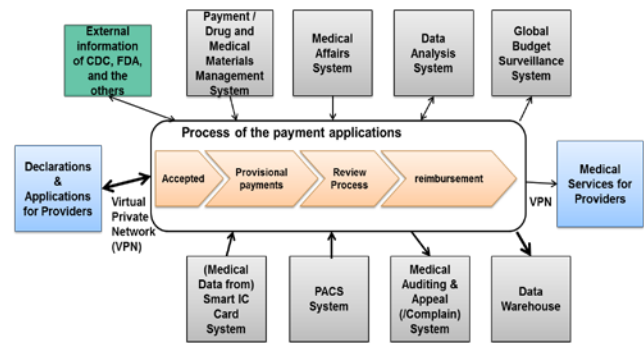 External
information
of CDC, FDA,
and the
others
Payment /
Drug and
Medical
Materials
Management
System
Medical
Affairs
System
Data
Analysis
System
Global
Budget
Surveillance
System
Process of the payment applications
Accepted
Provisional
payments
Review
Process
reimbursement
Declarations
&
Applications
for Providers
Virtual
Private
Network
(VPN)
VPN
Medical
Services for
Providers
(Medical
Data from)
Smart IC
Card
System
PACS
System
Medical
Auditing &
Appeal
(/Complain)
System
Data
Warehouse